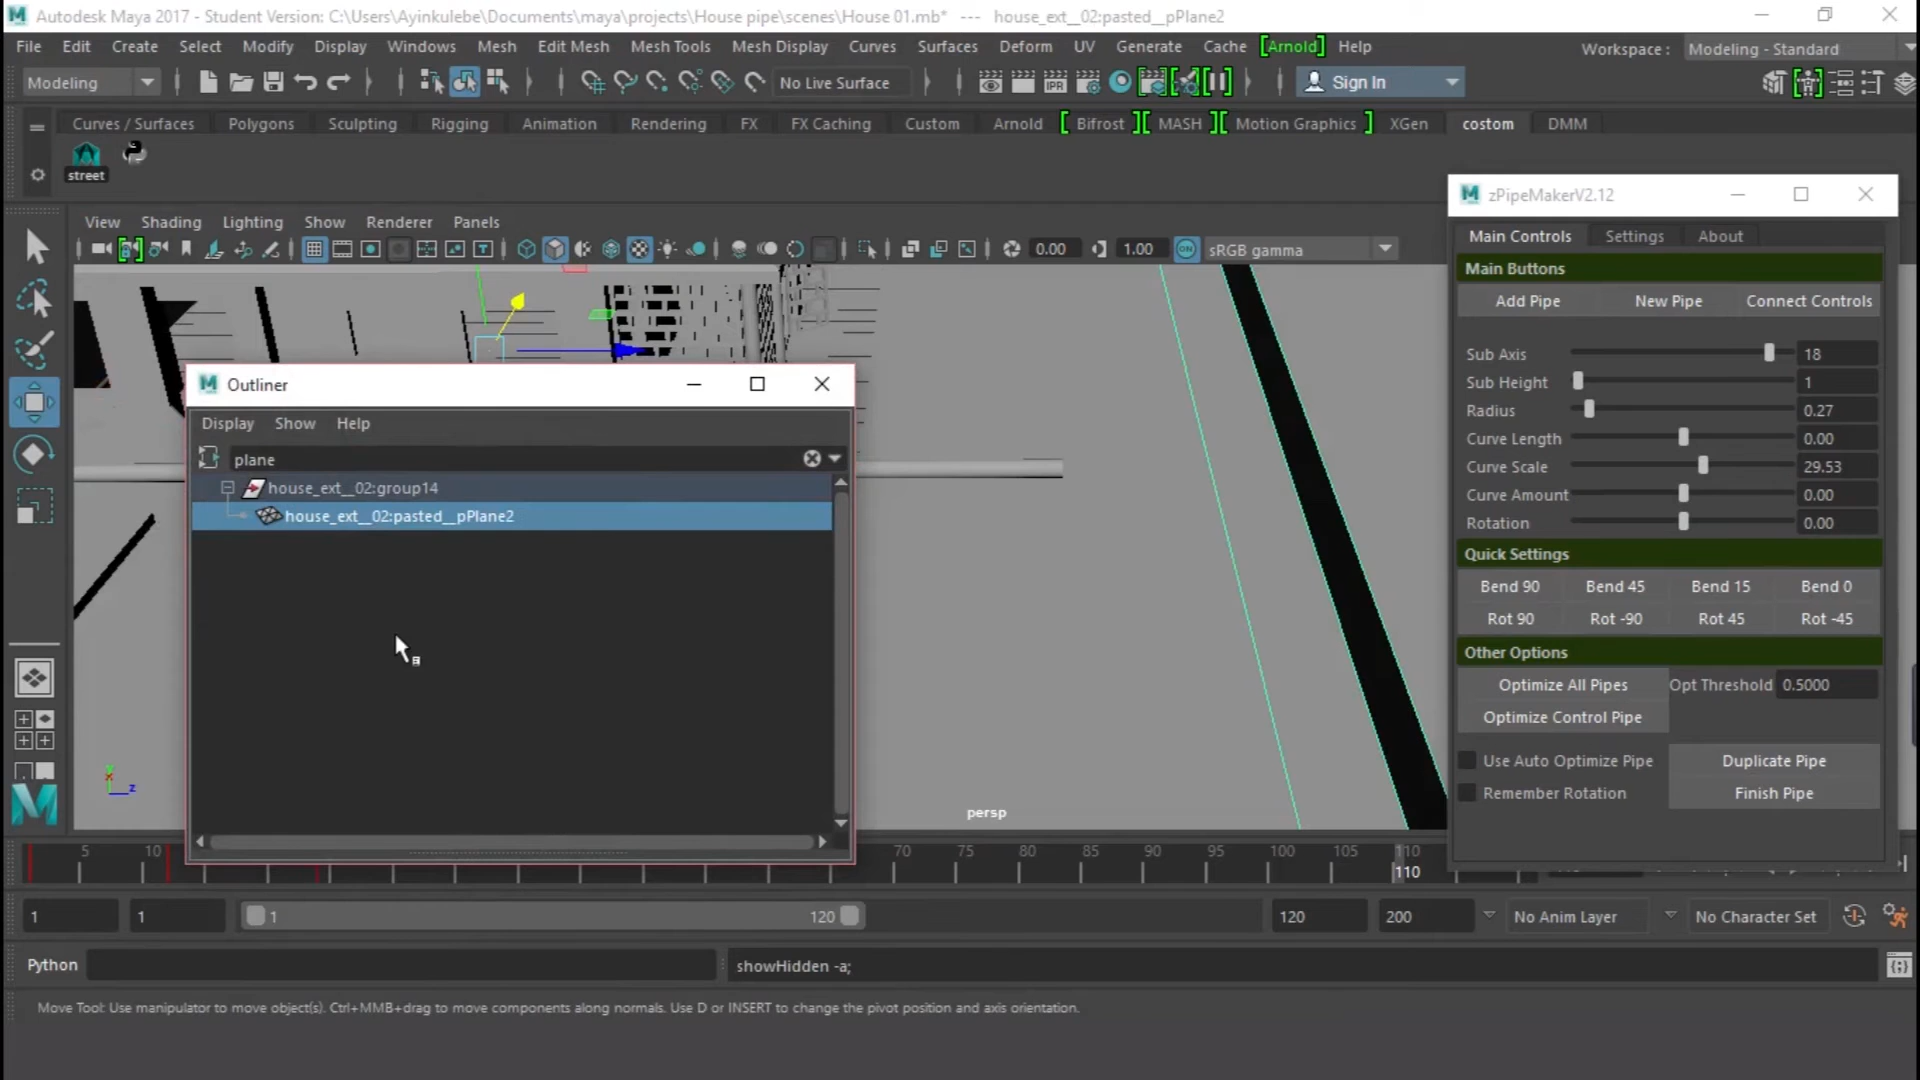 Autodesk Maya 2017 - Student Version: C:\Users\Ayinkulebe\Documents\maya\projects\House pipe\scenes\House 01.mb* --- house_ext__02:pasted__pPlane2
File Edit Create Select Modify Display Windows Mesh Edit Mesh Mesh Tools Mesh Display Curves Surfaces Deform UV Generate Cache [Arnold] Help Workspace : Modeling - Standard
Modeling No Live Surface IPR Sign In
Curves / Surfaces Polygons Sculpting Rigging Animation Rendering FX FX Caching Custom Arnold [ Bifrost ] [ MASH ] [ Motion Graphics ] XGen costom DMM
street
zPipeMakerV2.12
View Shading Lighting Show Renderer Panels
0.00 1.00 ON sRGB gamma
Main Controls Settings About
Main Buttons
Add Pipe New Pipe Connect Controls
Sub Axis 18
Sub Height 1
Radius 0.27
Curve Length 0.00
Curve Scale 29.53
Curve Amount 0.00
Rotation 0.00
Quick Settings
Bend 90 Bend 45 Bend 15 Bend 0
Rot 90 Rot -90 Rot 45 Rot -45
Other Options
Optimize All Pipes Opt Threshold 0.5000
Optimize Control Pipe
Use Auto Optimize Pipe Duplicate Pipe
Remember Rotation Finish Pipe
Outliner
Display Show Help
plane
house_ext__02:group14
house_ext__02:pasted__pPlane2
persp
z
5 10 70 75 80 85 90 95 100 105 110
110
1 1 1 120 120 200 No Anim Layer No Character Set
Python showHidden -a;
Move Tool: Use manipulator to move object(s). Ctrl+MMB+drag to move components along normals. Use D or INSERT to change the pivot position and axis orientation.